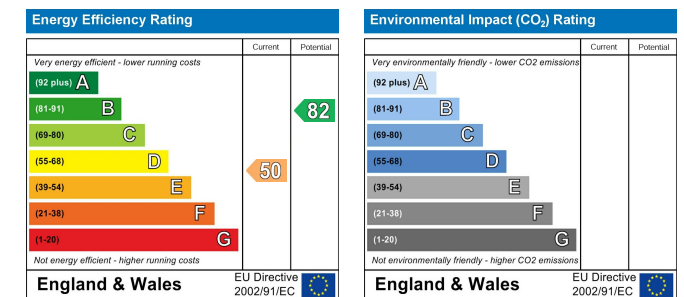 Energy Efficiency Rating
Current Potential
Very energy efficient - lower running costs
(92 plus) A
(81-91) B
82
(69-80) C
(55-68) D
50
(39-54) E
(21-38) F
(1-20) G
Not energy efficient - higher running costs
England & Wales
EU Directive
2002/91/EC
Environmental Impact (CO2) Rating
Current Potential
Very environmentally friendly - lower CO2 emissions
(92 plus) A
(81-91) B
(69-80) C
(55-68) D
(39-54) E
(21-38) F
(1-20) G
Not environmentally friendly - higher CO2 emissions
England & Wales
EU Directive
2002/91/EC